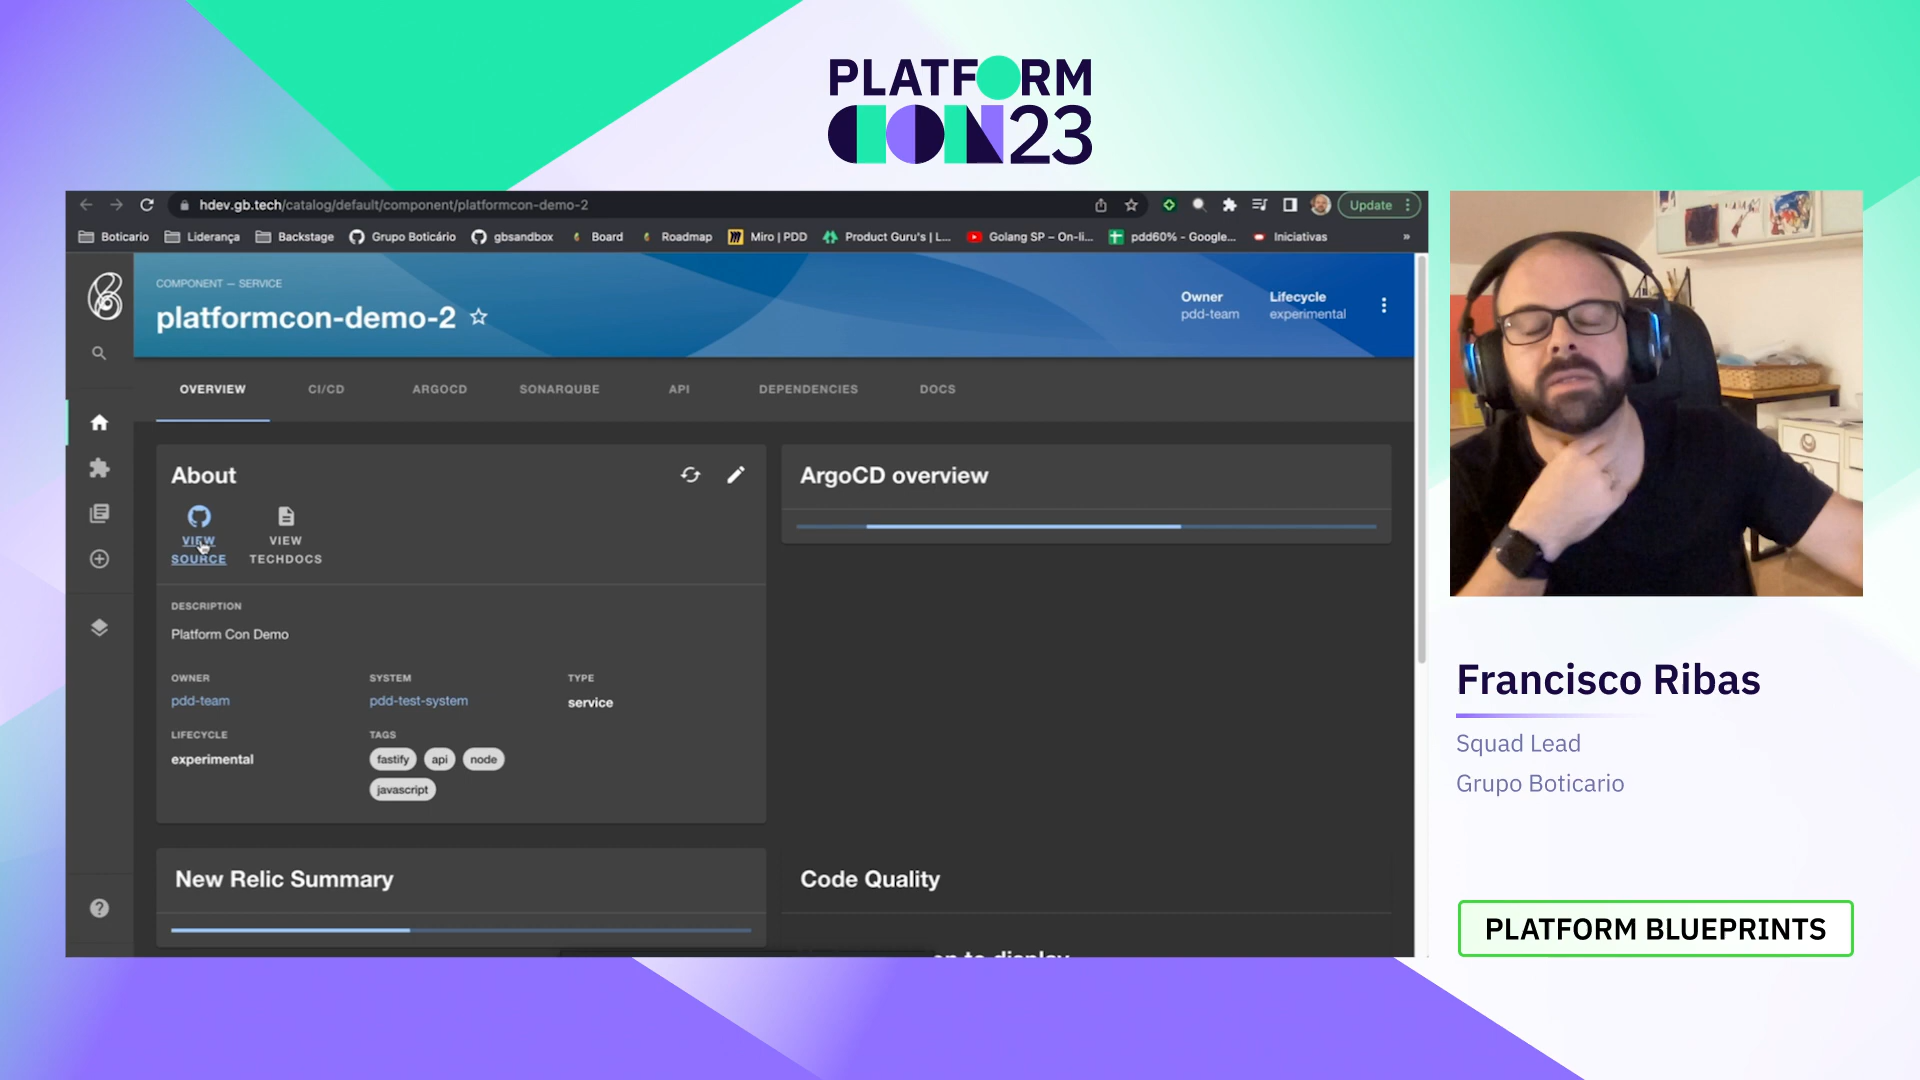 PLATFORM
CON23
hdev.gb.tech/catalog/default/component/platformcon-demo-2
Update
Boticario
Liderança
Backstage
Grupo Boticário
gbsandbox
Board
Roadmap
Miro | PDD
Product Guru's | L...
Golang SP – On-li...
pdd60% - Google...
Iniciativas
»
COMPONENT — SERVICE
platformcon-demo-2
Owner
pdd-team
Lifecycle
experimental
OVERVIEW
CI/CD
ARGOCD
SONARQUBE
API
DEPENDENCIES
DOCS
About
VIEW
SOURCE
VIEW
TECHDOCS
DESCRIPTION
Platform Con Demo
OWNER
pdd-team
SYSTEM
pdd-test-system
TYPE
service
LIFECYCLE
experimental
TAGS
fastify
api
node
javascript
ArgoCD overview
New Relic Summary
Code Quality
to display
Francisco Ribas
Squad Lead
Grupo Boticario
PLATFORM BLUEPRINTS